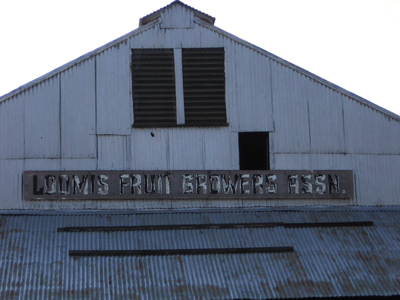 LOOMIS FRUIT GROWERS ASSN.